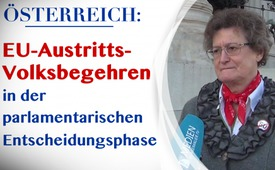 ÖSTERREICH:
EU-Austritts-
Volksbegehren
in der
parlamentarischen
Entscheidungsphase